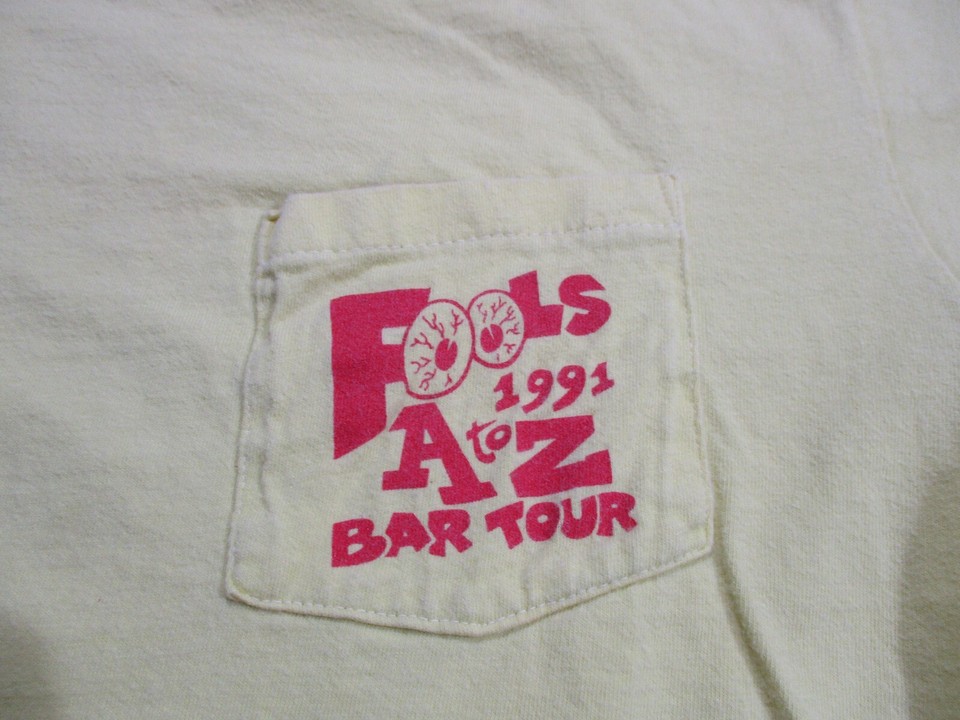 FOOLS
1991
A to Z
BAR TOUR